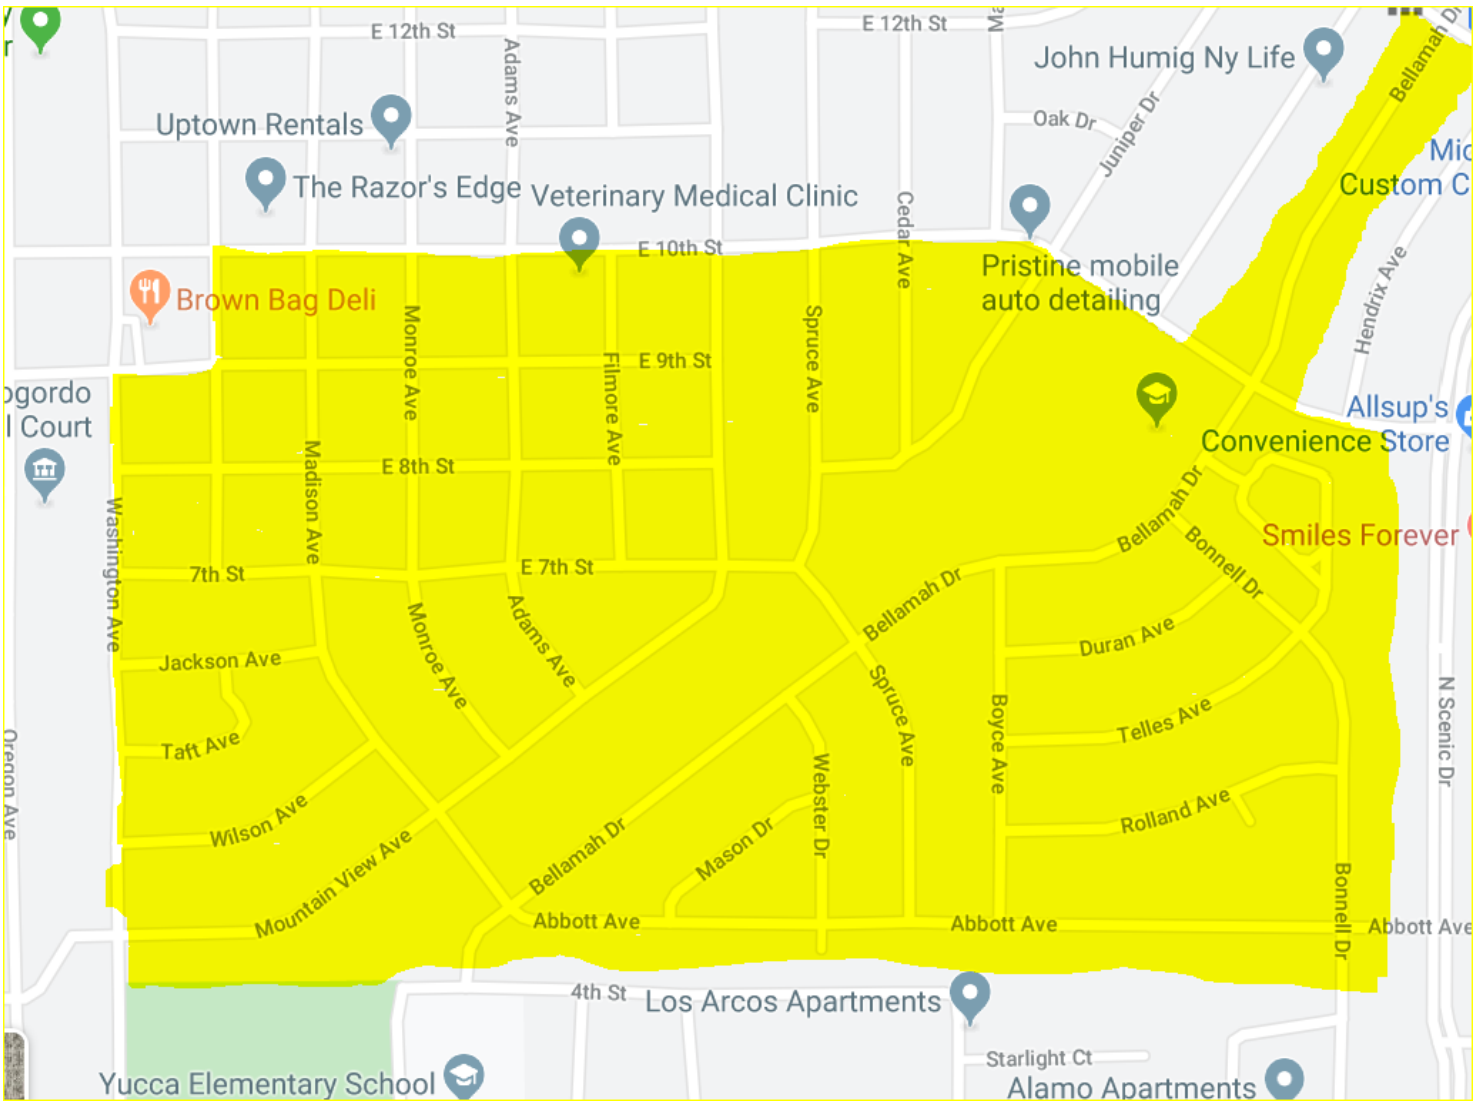 E 12th St
E 12th St
Bellamah Dr
John Humig Ny Life
Adams Ave
Uptown Rentals
Oak Dr
Juniper Dr
The Razor's Edge
Veterinary Medical Clinic
Custom C
Cedar Ave
E 10th St
Pristine mobile
auto detailing
Hendrix Ave
Brown Bag Deli
Monroe Ave
Spruce Ave
E 9th St
Filmore Ave
ogordo
l Court
Allsup's
Convenience Store
E 8th St
Madison Ave
Washington Ave
Bellamah Dr
Smiles Forever
7th St
E 7th St
Bonnell Dr
Bellamah Dr
Adams Ave
Monroe Ave
Duran Ave
Jackson Ave
Spruce Ave
Boyce Ave
Telles Ave
N Scenic Dr
Taft Ave
Oregon Ave
Webster Dr
Wilson Ave
Rolland Ave
Mason Dr
Bellamah Dr
Mountain View Ave
Bonnell Dr
Abbott Ave
Abbott Ave
Abbott Ave
4th St
Los Arcos Apartments
Starlight Ct
Yucca Elementary School
Alamo Apartments